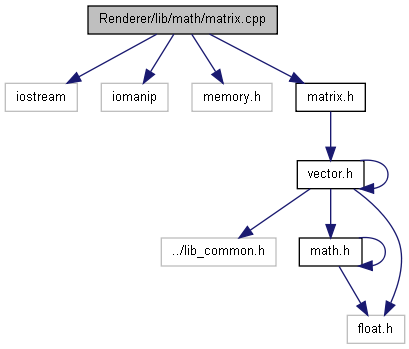 Renderer/lib/math/matrix.cpp
iostream
iomanip
memory.h
matrix.h
vector.h
../lib_common.h
math.h
float.h